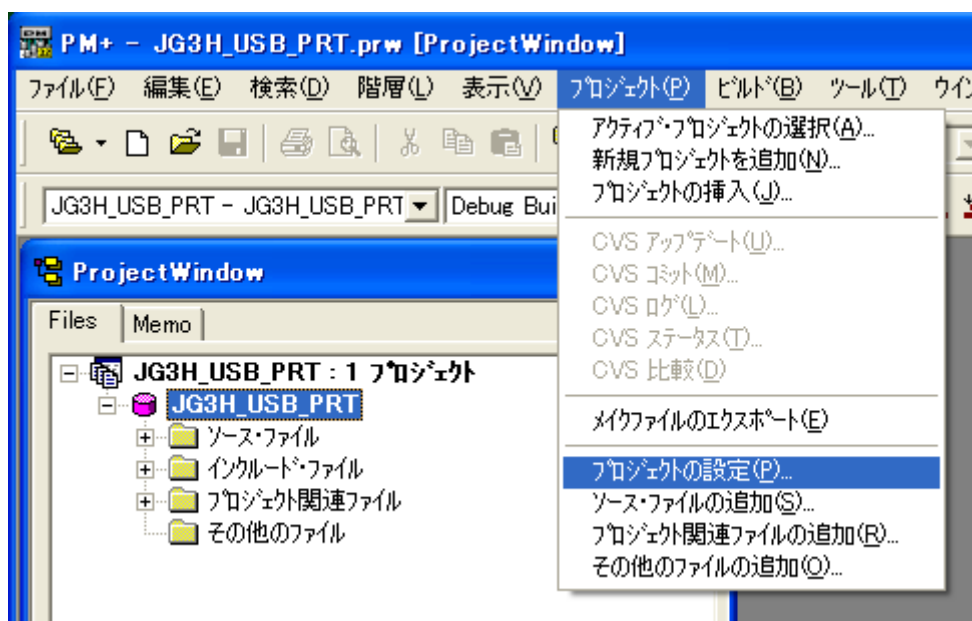 PM+ - JG3H_USB_PRT.prw [ProjectWindow]
ﾌｧｲﾙ(F) 編集(E) 検索(D) 階層(L) 表示(V) ﾌﾟﾛｼﾞｪｸﾄ(P) ﾋﾞﾙﾄﾞ(B) ﾂｰﾙ(T)
JG3H_USB_PRT - JG3H_USB_PRT Debug
ProjectWindow
Files Memo
JG3H_USB_PRT : 1 ﾌﾟﾛｼﾞｪｸﾄ
JG3H_USB_PRT
ｿｰｽ･ﾌｧｲﾙ
ｲﾝｸﾙｰﾄﾞ･ﾌｧｲﾙ
ﾌﾟﾛｼﾞｪｸﾄ関連ﾌｧｲﾙ
その他のﾌｧｲﾙ
ｱｸﾃｨﾌﾞ･ﾌﾟﾛｼﾞｪｸﾄの選択(A)...
新規ﾌﾟﾛｼﾞｪｸﾄを追加(N)...
ﾌﾟﾛｼﾞｪｸﾄの挿入(J)...
CVS ｱｯﾌﾟﾃﾞｰﾄ(U)...
CVS ｺﾐｯﾄ(M)...
CVS ﾛｸﾞ(L)...
CVS ｽﾃｰﾀｽ(T)...
CVS 比較(D)
ﾒｲｸﾌｧｲﾙのｴｸｽﾎﾟｰﾄ(E)
ﾌﾟﾛｼﾞｪｸﾄの設定(P)...
ｿｰｽ･ﾌｧｲﾙの追加(S)...
ﾌﾟﾛｼﾞｪｸﾄ関連ﾌｧｲﾙの追加(R)...
その他のﾌｧｲﾙの追加(O)...